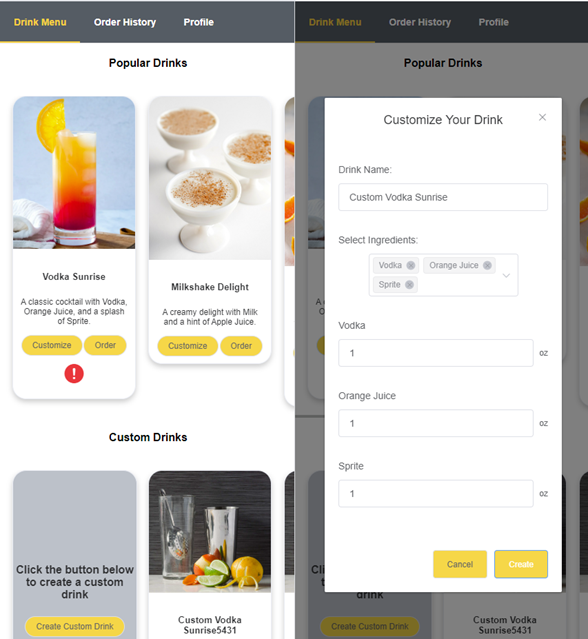 Drink Menu Order History Profile
Popular Drinks
Vodka Sunrise
A classic cocktail with Vodka,
Orange Juice, and a splash
of Sprite.
Customize Order
!
Milkshake Delight
A creamy delight with Milk
and a hint of Apple Juice.
Customize Order
Custom Drinks
Click the button below
to create a custom
drink
Create Custom Drink
Custom Vodka
Sunrise5431
Drink Menu Order History Profile
Popular Drinks
Customize Your Drink
Drink Name:
Custom Vodka Sunrise
Select Ingredients:
Vodka Orange Juice
Sprite
Vodka
1 oz
Orange Juice
1 oz
Sprite
1 oz
Cancel Create
drink
Create Custom Drink
Custom Vodka
Sunrise5431